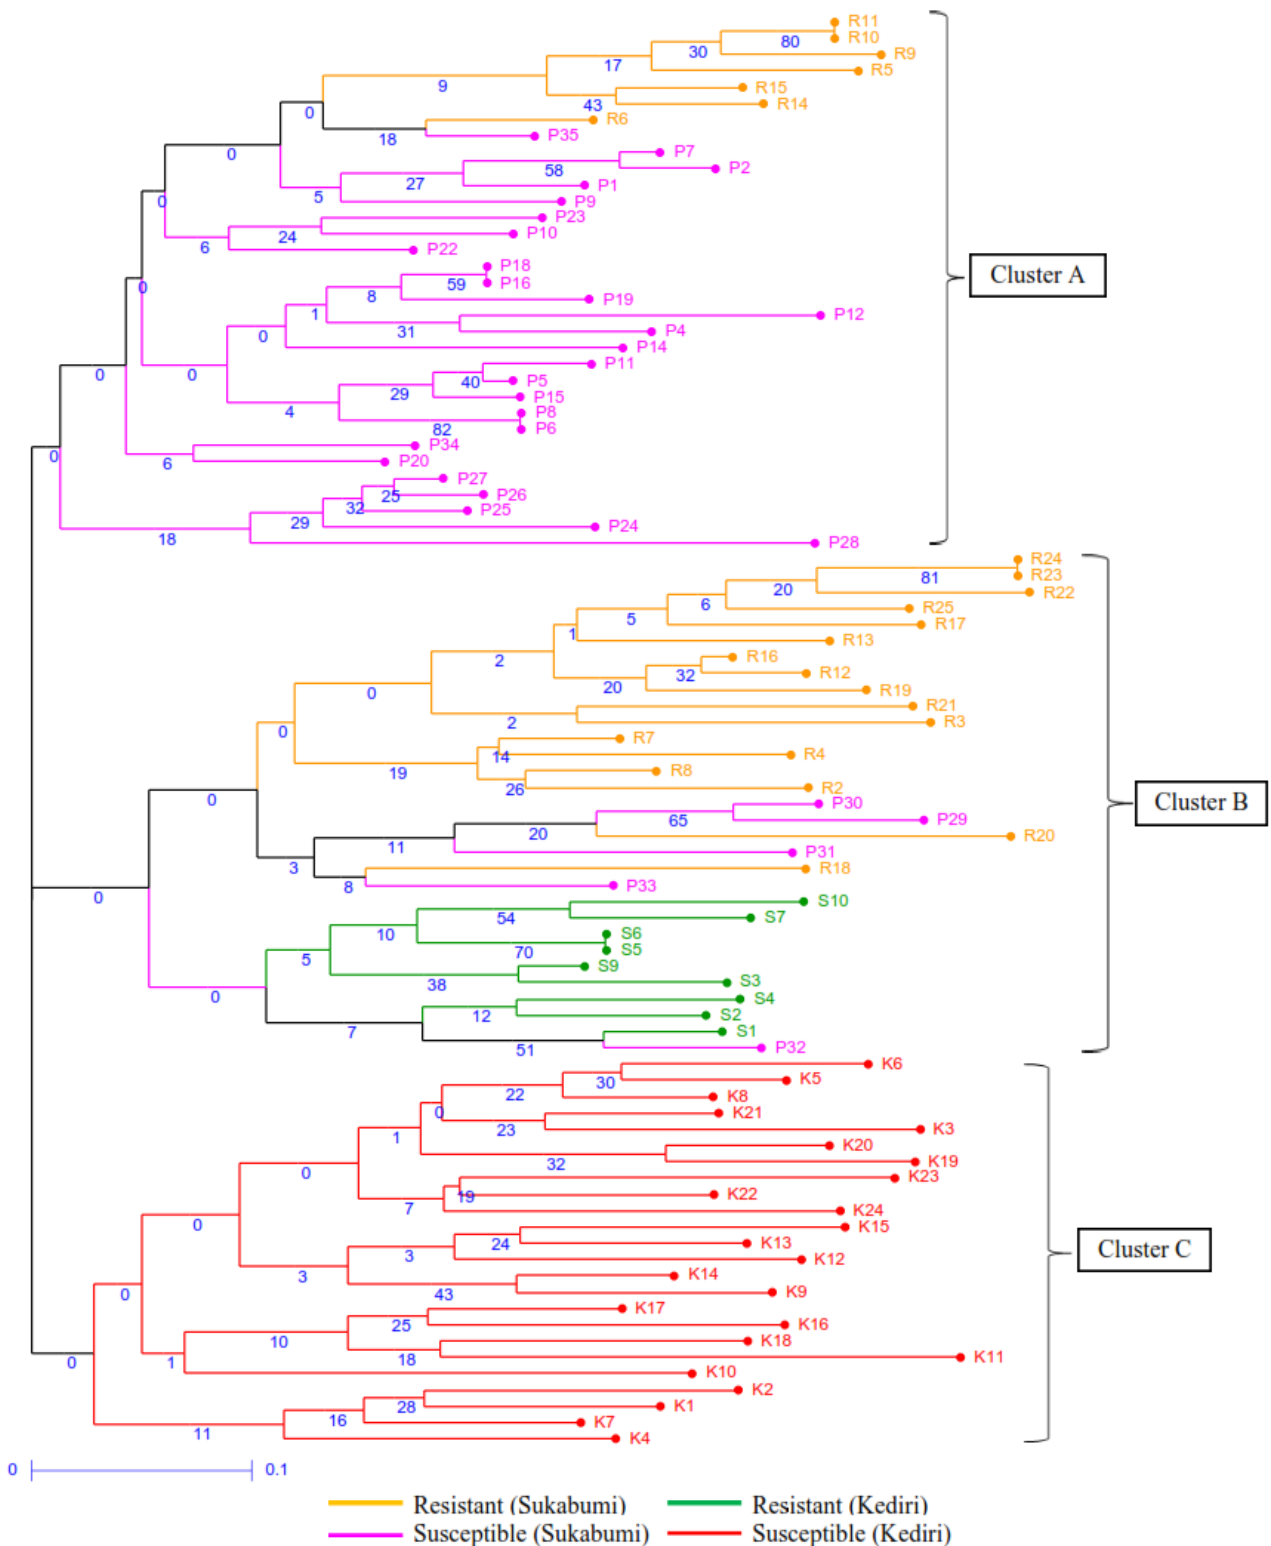 R11
R10
80
30
R9
17
R5
9
R15
43
R14
0
R6
18
P35
0
P7
58
P2
27
P1
5
P9
0
P23
24
P10
6
P22
P18
59
P16
8
P19
0
1
P12
31
P4
0
P14
P11
0
0
40
P5
29
P15
4
P8
82
P6
P34
0
6
P20
P27
25
P26
32
P25
29
P24
18
P28
Cluster A
R24
81
R23
20
R22
6
R25
5
R17
1
R13
2
R16
32
R12
20
R19
0
R21
2
R3
0
R7
14
R4
19
R8
26
R2
0
P30
65
P29
20
R20
11
P31
3
R18
8
P33
0
S10
54
S7
10
S6
70
S5
5
S9
38
S3
0
S4
12
S2
7
S1
51
P32
Cluster B
K6
30
K5
22
K8
0
K21
23
K3
1
K20
32
K19
0
K23
19
K22
7
K24
0
K15
24
K13
3
K12
3
K14
43
K9
0
K17
25
K16
10
K18
18
K11
0
1
K10
K2
28
K1
16
K7
11
K4
Cluster C
0
0.1
Resistant (Sukabumi)
Resistant (Kediri)
Susceptible (Sukabumi)
Susceptible (Kediri)